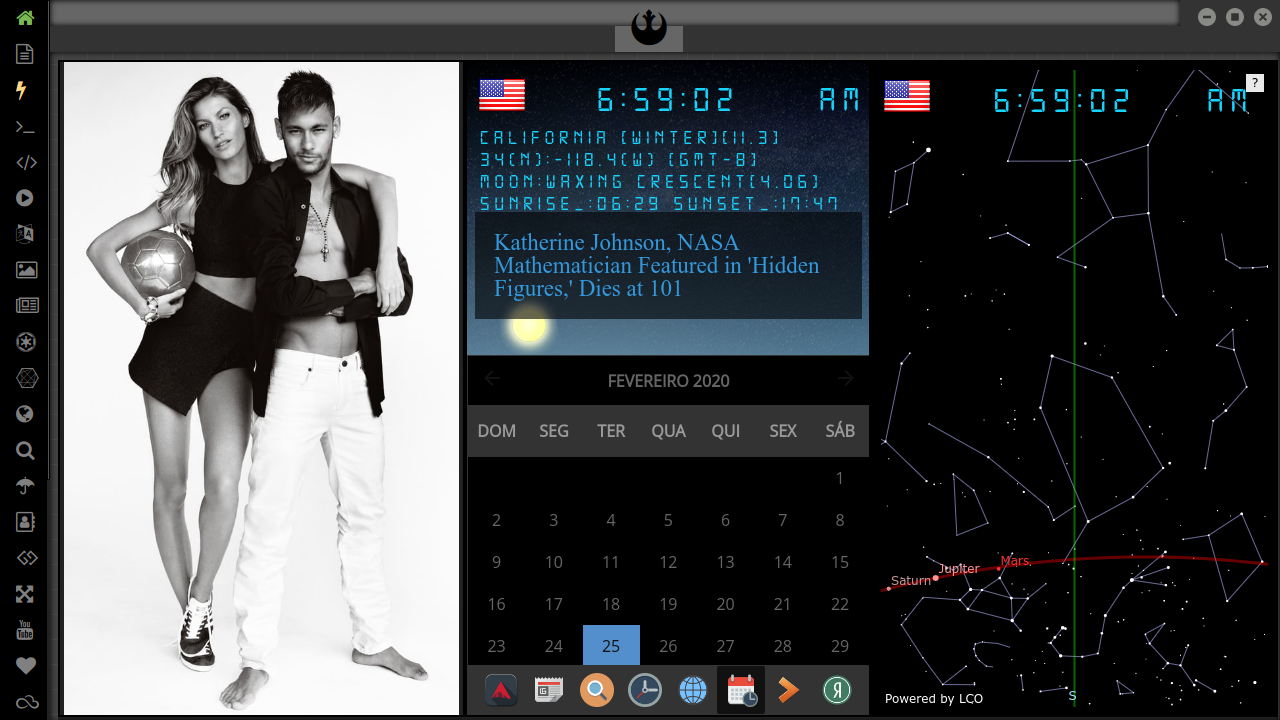 6:59:02 AM
CALIFORNIA (WINTER)(11.3)
34(N):-118.4(W) (GMT-8)
MOON:WAXING CRESCENT(4.06)
SUNRISE_:06:29 SUNSET_:17:47
Katherine Johnson, NASA
Mathematician Featured in 'Hidden
Figures,' Dies at 101
FEVEREIRO 2020
DOM SEG TER QUA QUI SEX SÁB
1
2 3 4 5 6 7 8
9 10 11 12 13 14 15
16 17 18 19 20 21 22
23 24 25 26 27 28 29
Я
6:59:02 AM
?
Mars
Jupiter
Saturn
S
Powered by LCO
You
Tube